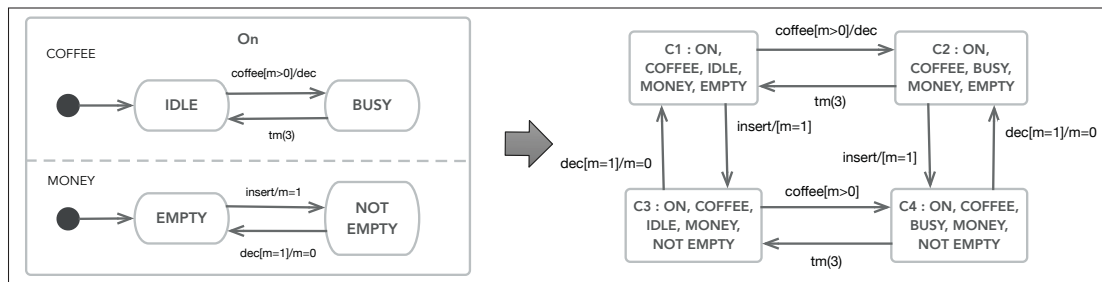 On
COFFEE
coffee[m>0]/dec
IDLE
BUSY
tm(3)
MONEY
insert/m=1
EMPTY
NOT
EMPTY
dec[m=1]/m=0
C1 : ON,
COFFEE, IDLE,
MONEY, EMPTY
coffee[m>0]/dec
C2 : ON,
COFFEE, BUSY,
MONEY, EMPTY
tm(3)
insert/[m=1]
dec[m=1]/m=0
insert/[m=1]
dec[m=1]/m=0
C3 : ON, COFFEE,
IDLE, MONEY,
NOT EMPTY
coffee[m>0]
C4 : ON, COFFEE,
BUSY, MONEY,
NOT EMPTY
tm(3)